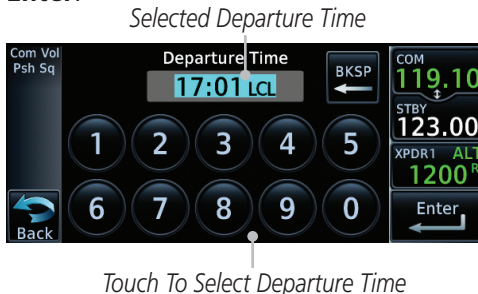 Selected Departure Time
Com Vol
Psh Sq
Departure Time
17:01 LCL
BKSP
COM
119.10
STBY
123.00
1 2 3 4 5
XPDR1 ALT
1200 R
6 7 8 9 0
Enter
Back
Touch To Select Departure Time